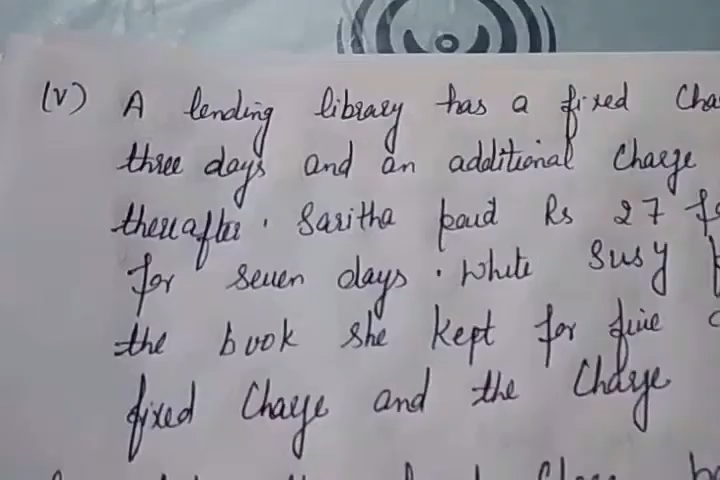 (v) A lending library has a fixed Cha
three days and an additional Charge
thereafter. Saritha paid Rs 27 f
for seven days. While Susy p
the book she kept for five
fixed Charge and the Charge